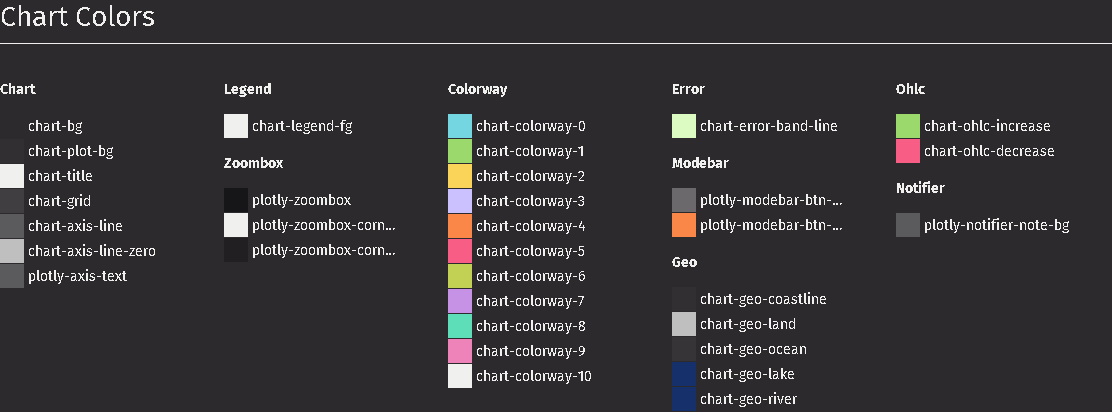 Chart Colors
Chart
chart-bg
chart-plot-bg
chart-title
chart-grid
chart-axis-line
chart-axis-line-zero
plotly-axis-text
Legend
chart-legend-fg
Zoombox
plotly-zoombox
plotly-zoombox-corn...
plotly-zoombox-corn...
Colorway
chart-colorway-0
chart-colorway-1
chart-colorway-2
chart-colorway-3
chart-colorway-4
chart-colorway-5
chart-colorway-6
chart-colorway-7
chart-colorway-8
chart-colorway-9
chart-colorway-10
Error
chart-error-band-line
Modebar
plotly-modebar-btn-...
plotly-modebar-btn-...
Geo
chart-geo-coastline
chart-geo-land
chart-geo-ocean
chart-geo-lake
chart-geo-river
Ohlc
chart-ohlc-increase
chart-ohlc-decrease
Notifier
plotly-notifier-note-bg